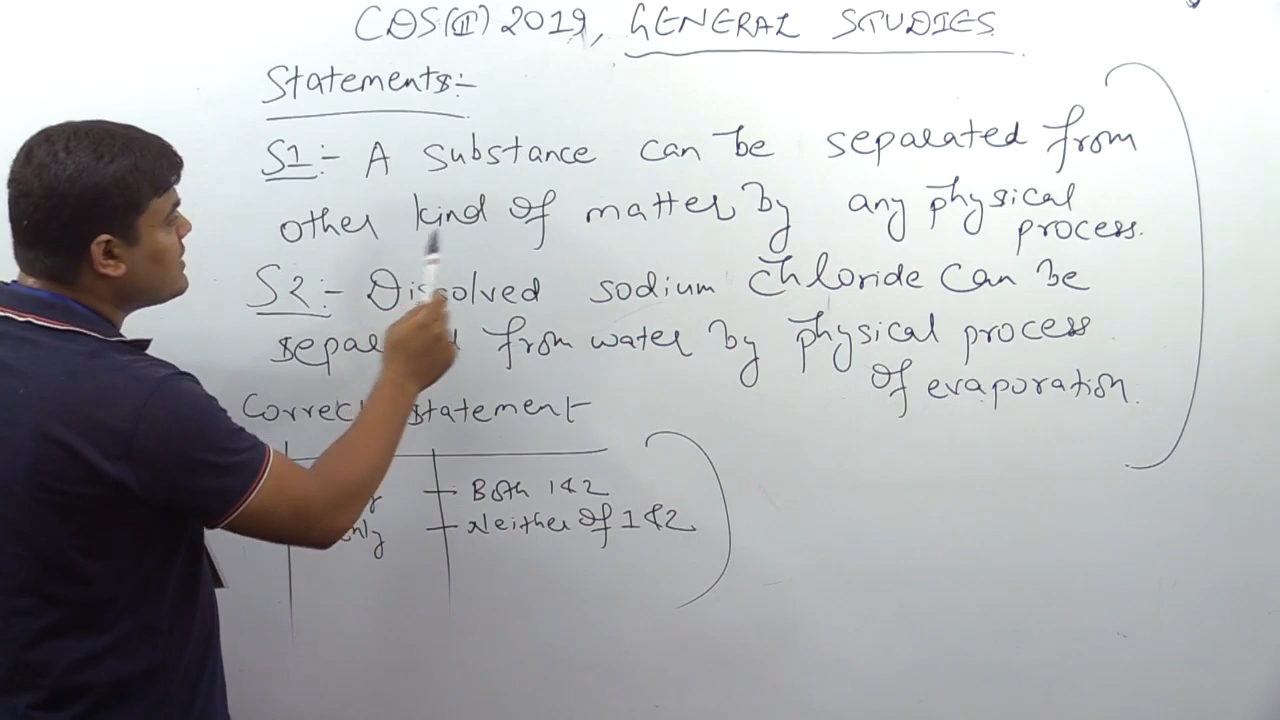 CDS(II) 2019, GENERAL STUDIES
Statements:-
S1:- A substance can be separated from
other kind of matter by any physical
process.
S2:- Dissolved sodium chloride can be
from water by physical process
of evaporation.
Correct statement
Both 1&2
Neither of 1&2